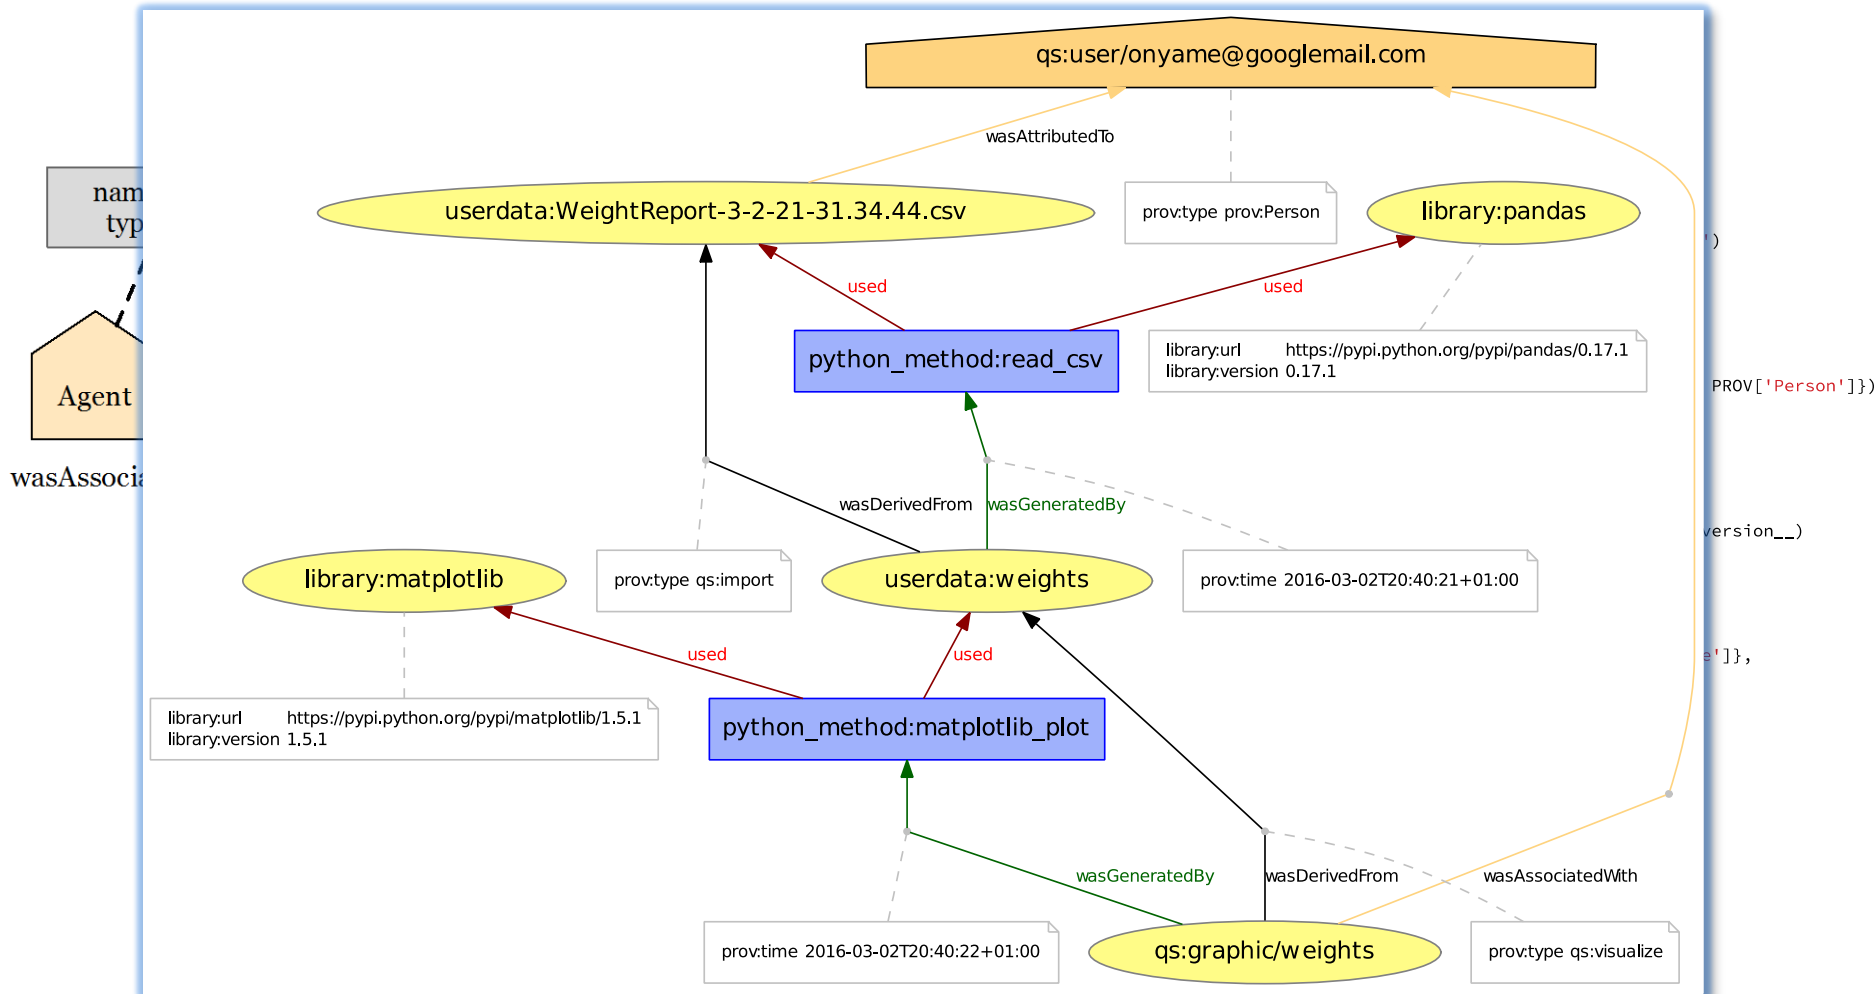 qs:user/onyame@googlemail.com
wasAttributedTo
userdata:WeightReport-3-2-21-31.34.44.csv
prov:type prov:Person
library:pandas
')
used
used
python_method:read_csv
library:url https://pypi.python.org/pypi/pandas/0.17.1
library:version 0.17.1
PROV['Person']})
Agent
wasDerivedFrom
wasGeneratedBy
library:matplotlib
prov:type qs:import
userdata:weights
prov:time 2016-03-02T20:40:21+01:00
used
used
e']},
library:url https://pypi.python.org/pypi/matplotlib/1.5.1
library:version 1.5.1
python_method:matplotlib_plot
wasGeneratedBy
wasDerivedFrom
wasAssociatedWith
prov:time 2016-03-02T20:40:22+01:00
qs:graphic/weights
prov:type qs:visualize